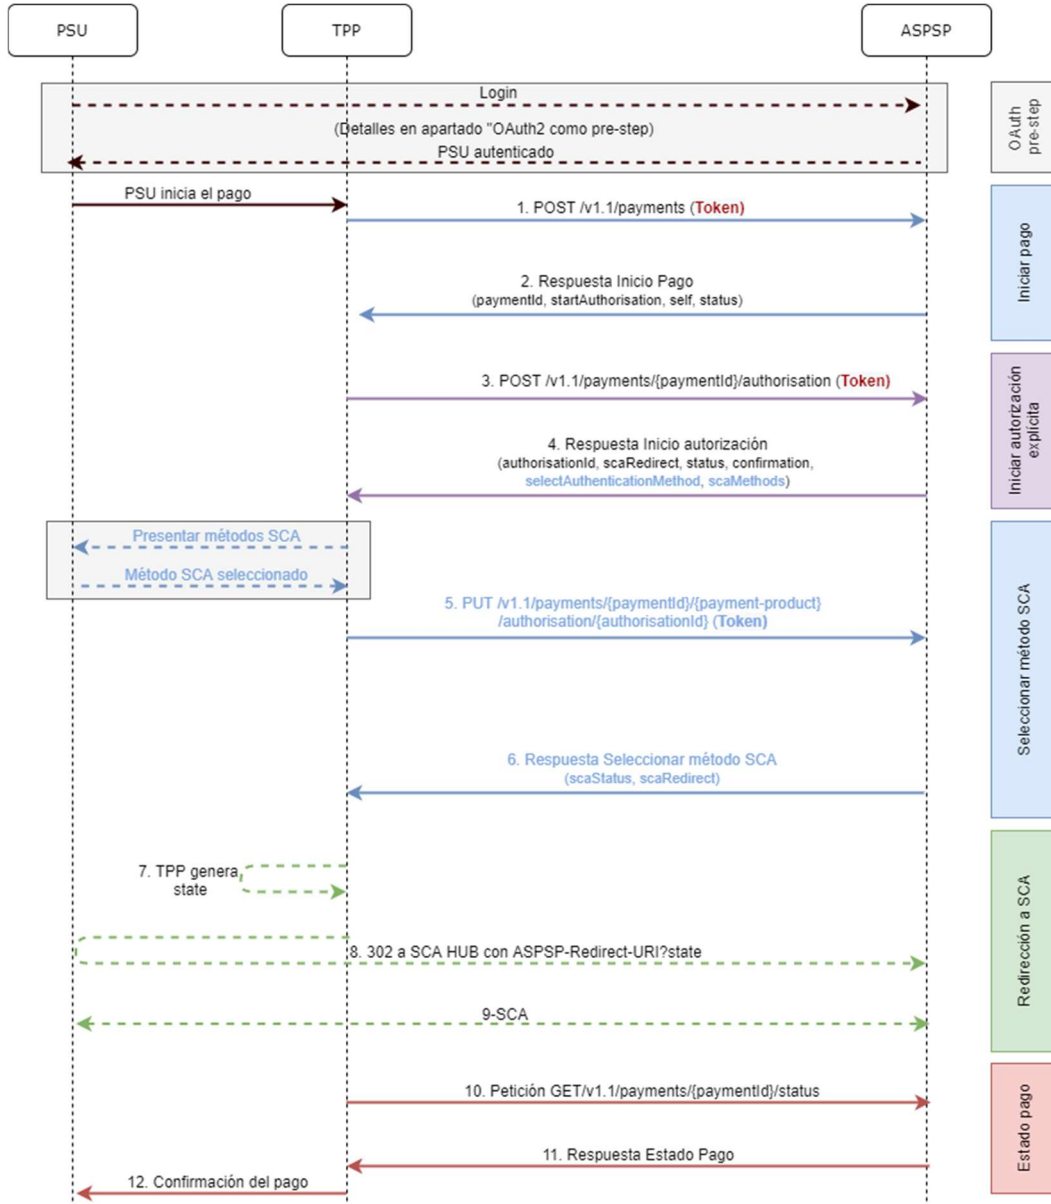 PSU
TPP
ASPSP
Login
(Detalles en apartado "OAuth2 como pre-step)
PSU autenticado
OAuth
pre-step
PSU inicia el pago
1. POST /v1.1/payments (Token)
2. Respuesta Inicio Pago
(paymentId, startAuthorisation, self, status)
Iniciar pago
3. POST /v1.1/payments/{paymentId}/authorisation (Token)
4. Respuesta Inicio autorización
(authorisationId, scaRedirect, status, confirmation,
selectAuthenticationMethod, scaMethods)
Iniciar autorización
explícita
Presentar métodos SCA
Método SCA seleccionado
5. PUT /v1.1/payments/{paymentId}/{payment-product}
/authorisation/{authorisationId} (Token)
6. Respuesta Seleccionar método SCA
(scaStatus, scaRedirect)
Seleccionar método SCA
7. TPP genera
state
8. 302 a SCA HUB con ASPSP-Redirect-URI?state
9-SCA
Redirección a SCA
10. Petición GET/v1.1/payments/{paymentId}/status
11. Respuesta Estado Pago
12. Confirmación del pago
Estado pago